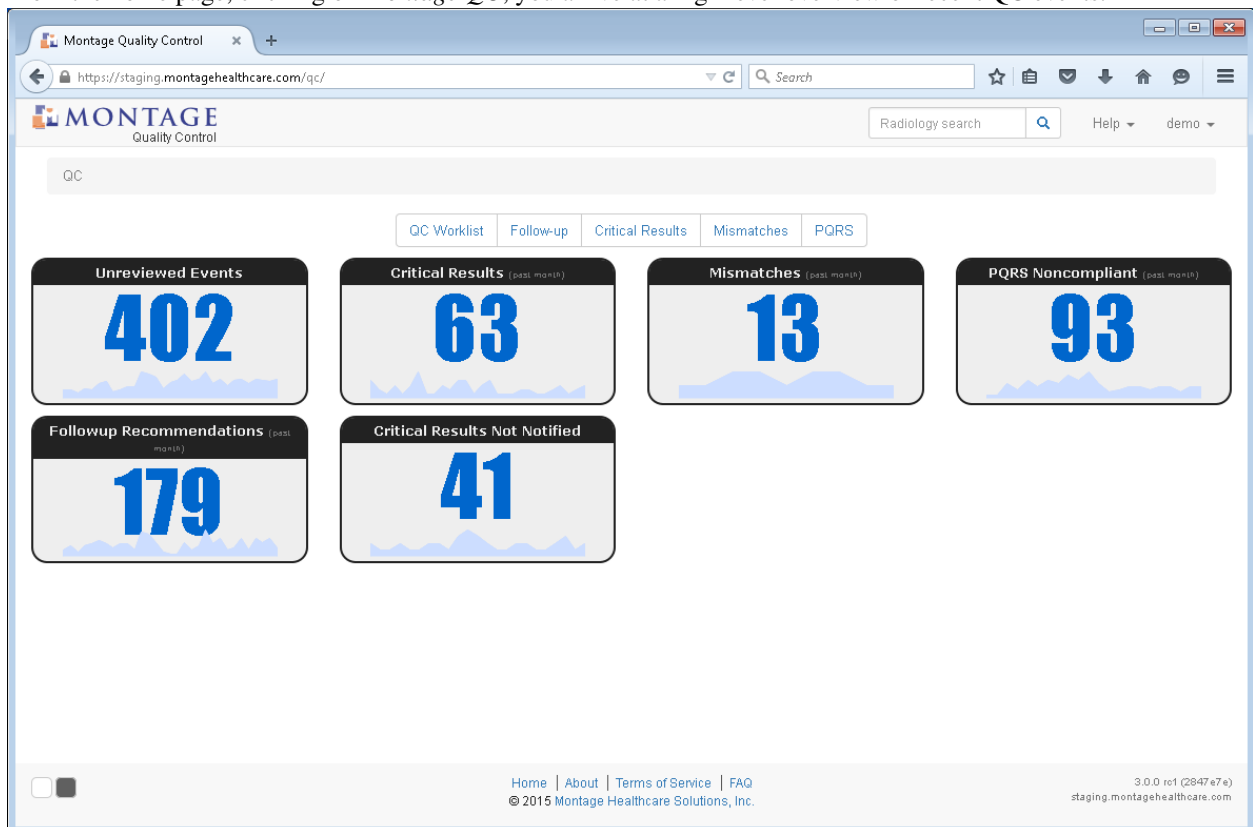 Montage Quality Control
https://staging.montagehealthcare.com/qc/
Search
MONTAGE
Quality Control
Radiology search
Help
demo
QC
QC Worklist
Follow-up
Critical Results
Mismatches
PQRS
Unreviewed Events
402
Critical Results (past month)
63
Mismatches (past month)
13
PQRS Noncompliant (past month)
93
Followup Recommendations (past
month)
179
Critical Results Not Notified
41
Home | About | Terms of Service | FAQ
© 2015 Montage Healthcare Solutions, Inc.
3.0.0 rc1 (2847e7e)
staging.montagehealthcare.com